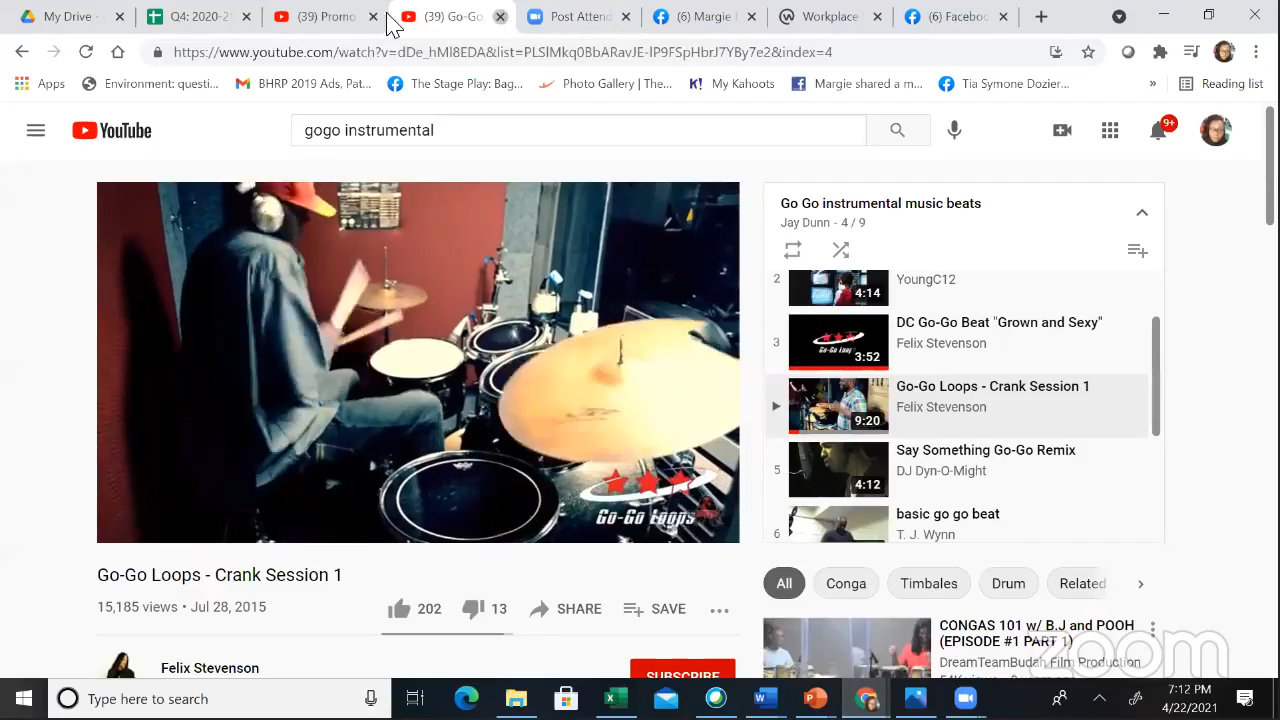 My Drive -
Q4: 2020-2
(39) Promo
(39) Go-Go
Post Attend
(6) Margie
Workplace
(6) Facebo
https://www.youtube.com/watch?v=dDe_hMl8EDA&list=PLSlMkq0BbARavJE-lP9FSpHbrJ7YBy7e2&index=4
Apps
Environment: questi...
BHRP 2019 Ads, Pat...
The Stage Play: Bag...
Photo Gallery | The...
K! My Kahoots
Margie shared a m...
Tia Symone Dozier...
»
Reading list
YouTube
gogo instrumental
9+
Go Go instrumental music beats
Jay Dunn - 4 / 9
2
YoungC12
4:14
3
DC Go-Go Beat "Grown and Sexy"
Felix Stevenson
3:52
Go-Go Loops - Crank Session 1
Felix Stevenson
9:20
5
Say Something Go-Go Remix
DJ Dyn-O-Might
4:12
6
basic go go beat
T. J. Wynn
Go-Go Loops
Go-Go Loops - Crank Session 1
15,185 views • Jul 28, 2015
202
13
SHARE
SAVE
Felix Stevenson
SUBSCRIBE
All
Conga
Timbales
Drum
Related
CONGAS 101 w/ B.J and POOH
(EPISODE #1 PART 1)
DreamTeamBudah Film Production
zoom
Type here to search
7:12 PM
4/22/2021